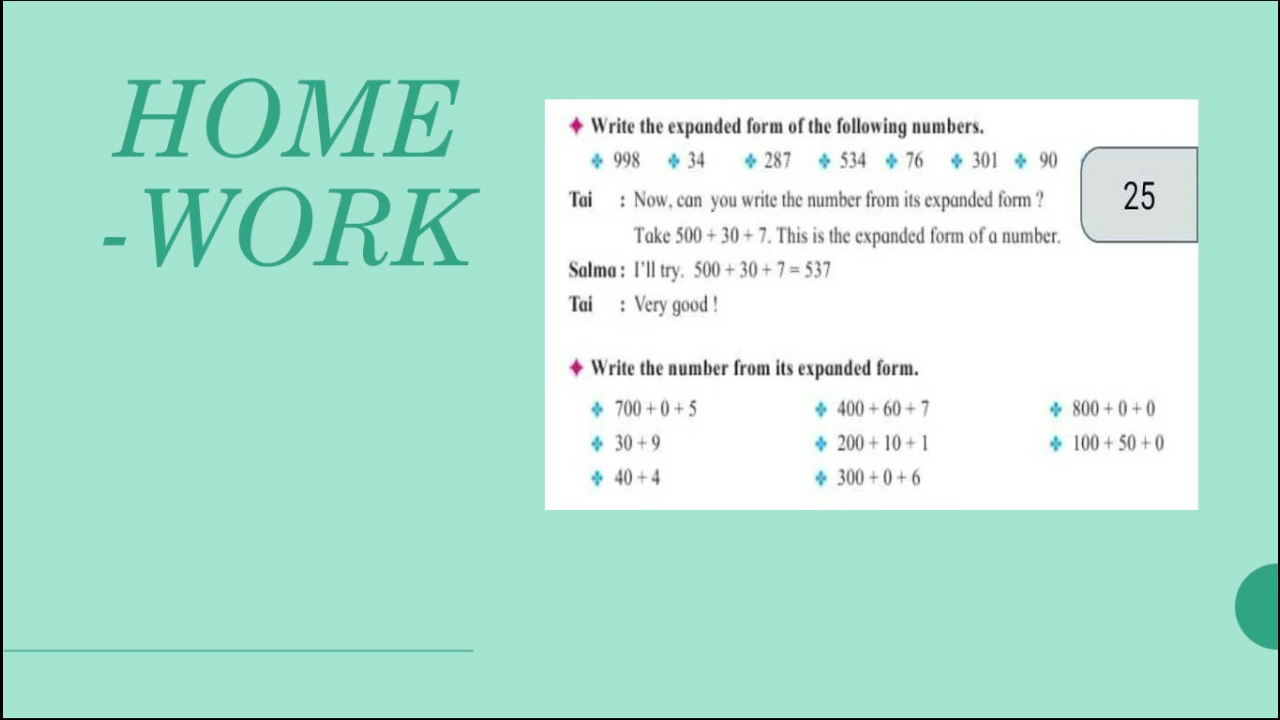 HOME
-WORK
Write the expanded form of the following numbers.
998 34 287 534 76 301 90
25
Tai : Now, can you write the number from its expanded form ?
Take 500 + 30 + 7. This is the expanded form of a number.
Salma : I'll try. 500 + 30 + 7 = 537
Tai : Very good !
Write the number from its expanded form.
700 + 0 + 5 400 + 60 + 7 800 + 0 + 0
30 + 9 200 + 10 + 1 100 + 50 + 0
40 + 4 300 + 0 + 6